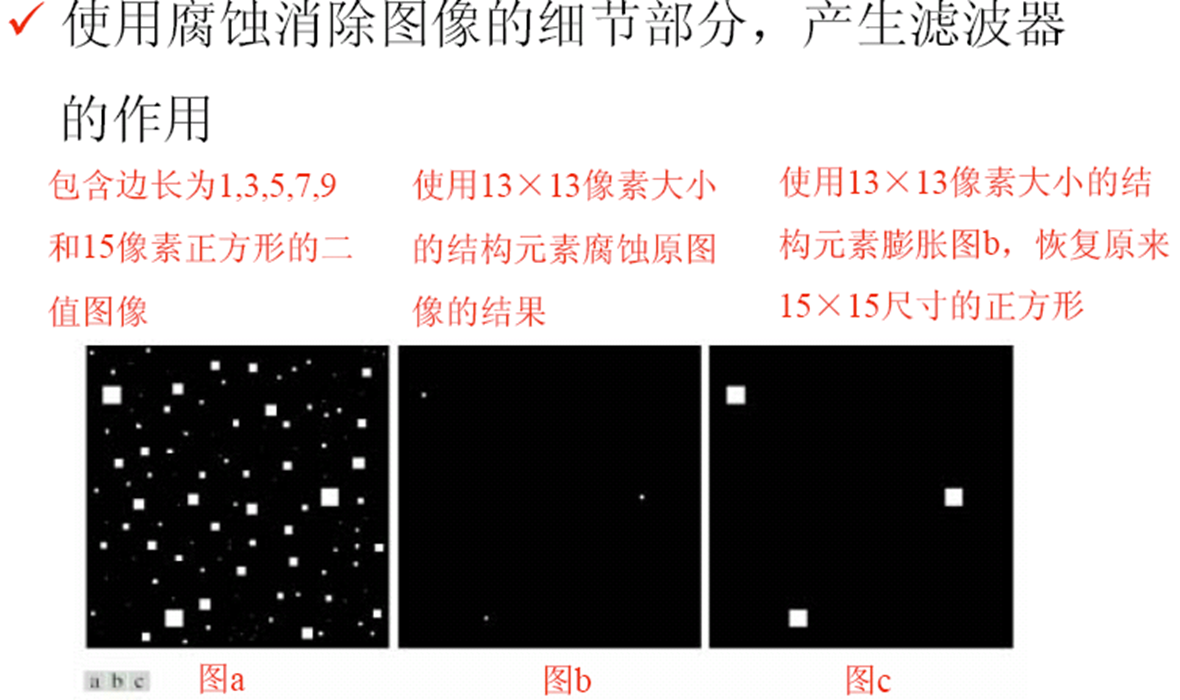 ✓ 使用腐蚀消除图像的细节部分，产生滤波器
的作用
包含边长为1,3,5,7,9
和15像素正方形的二
值图像
使用13×13像素大小
的结构元素腐蚀原图
像的结果
使用13×13像素大小的结
构元素膨胀图b，恢复原来
15×15尺寸的正方形
a b c
图a
图b
图c